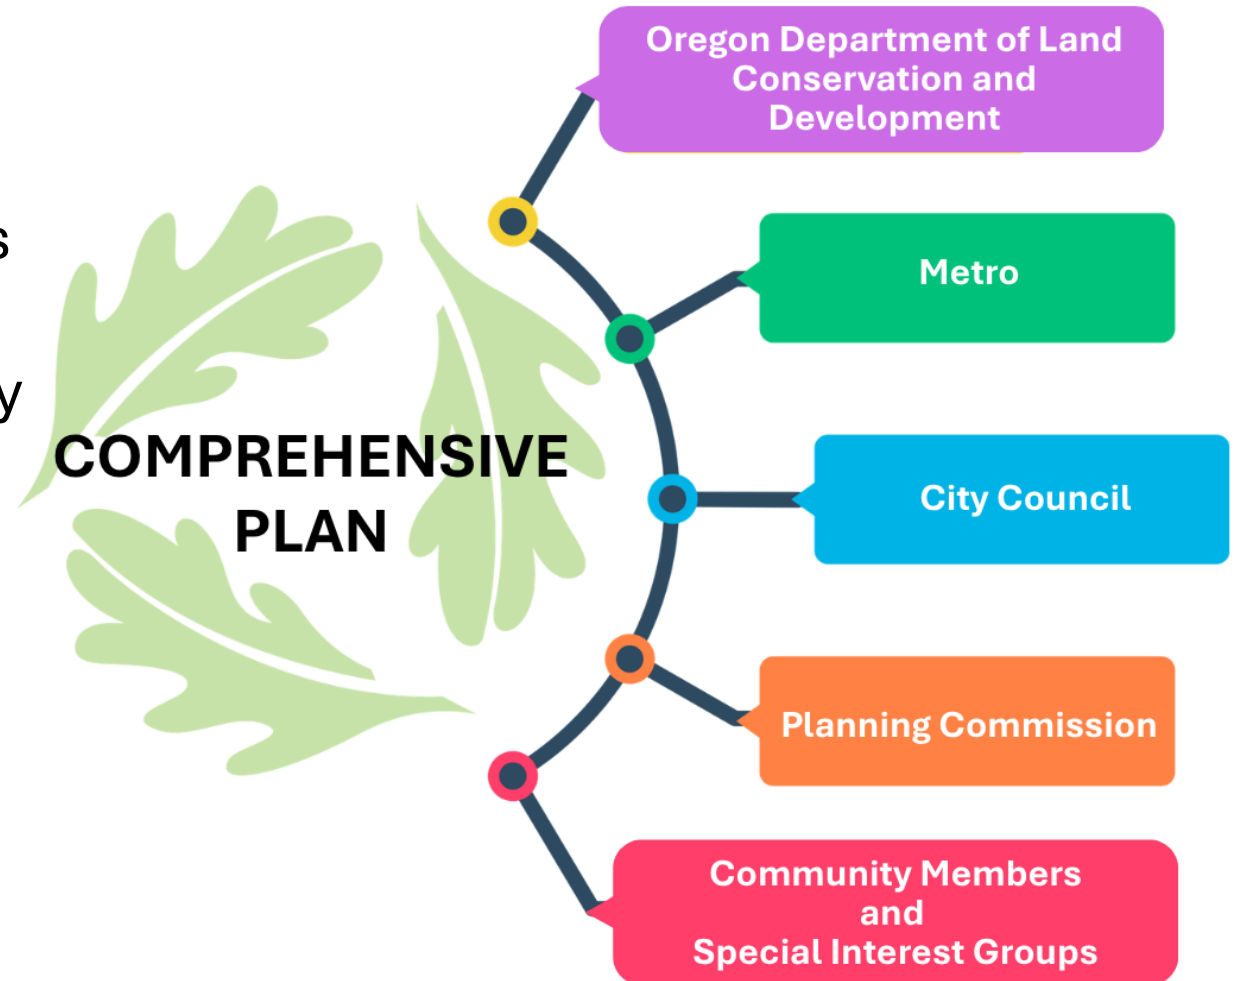 Oregon Department of Land
Conservation and
Development
s
Metro
y
COMPREHENSIVE
PLAN
City Council
Planning Commission
Community Members
and
Special Interest Groups